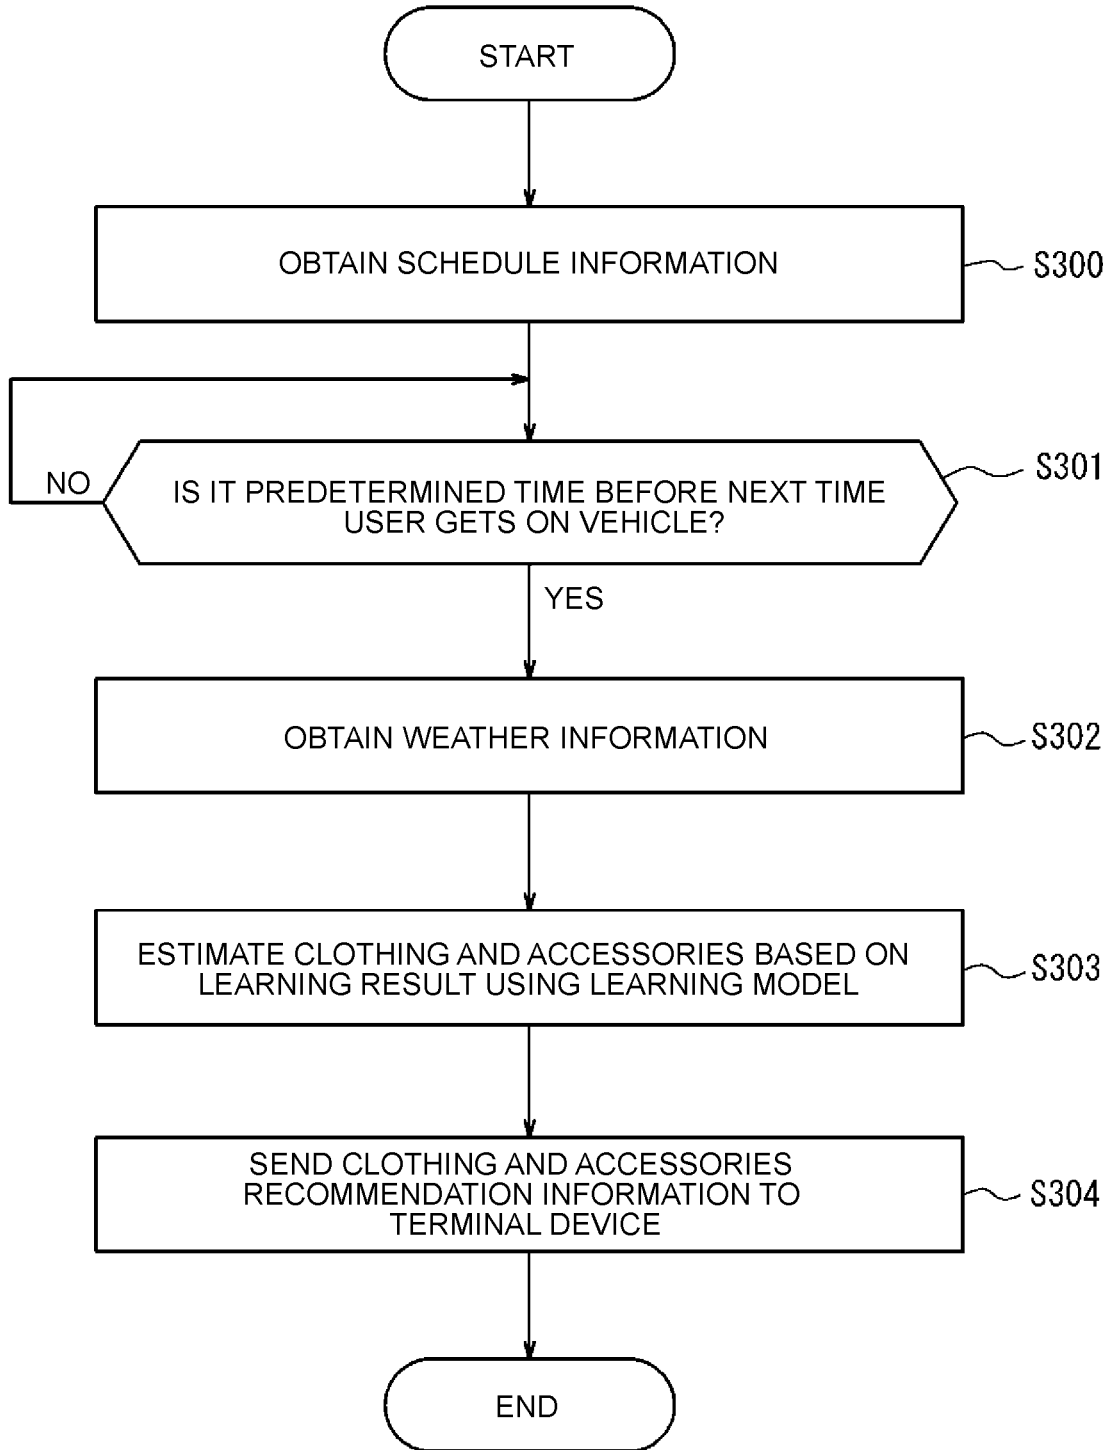 START
OBTAIN SCHEDULE INFORMATION
S300
NO
IS IT PREDETERMINED TIME BEFORE NEXT TIME
USER GETS ON VEHICLE?
S301
YES
OBTAIN WEATHER INFORMATION
S302
ESTIMATE CLOTHING AND ACCESSORIES BASED ON
LEARNING RESULT USING LEARNING MODEL
S303
SEND CLOTHING AND ACCESSORIES
RECOMMENDATION INFORMATION TO
TERMINAL DEVICE
S304
END